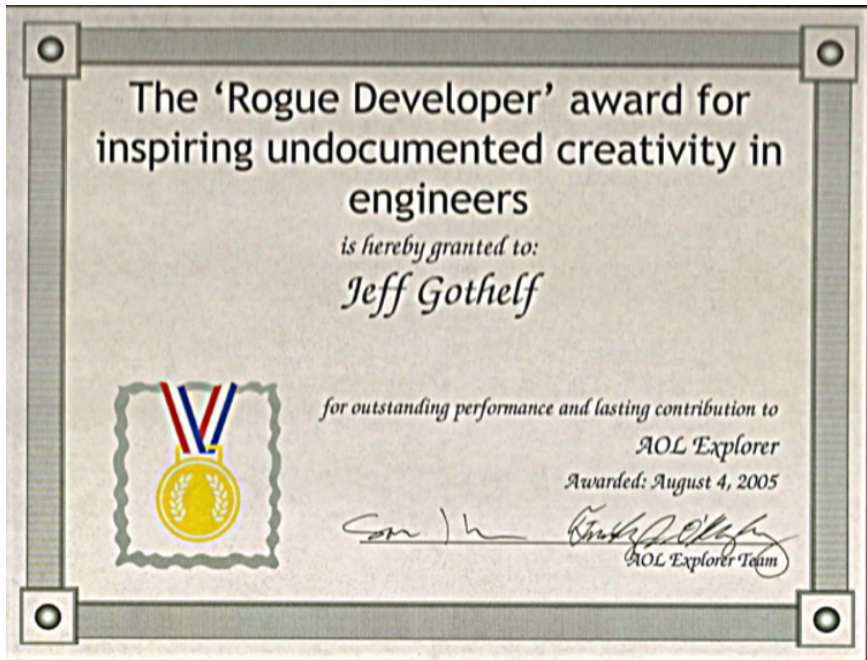 The ‘Rogue Developer’ award for
inspiring undocumented creativity in
engineers
is hereby granted to:
Jeff Gothelf
for outstanding performance and lasting contribution to
AOL Explorer
Awarded: August 4, 2005
AOL Explorer Team